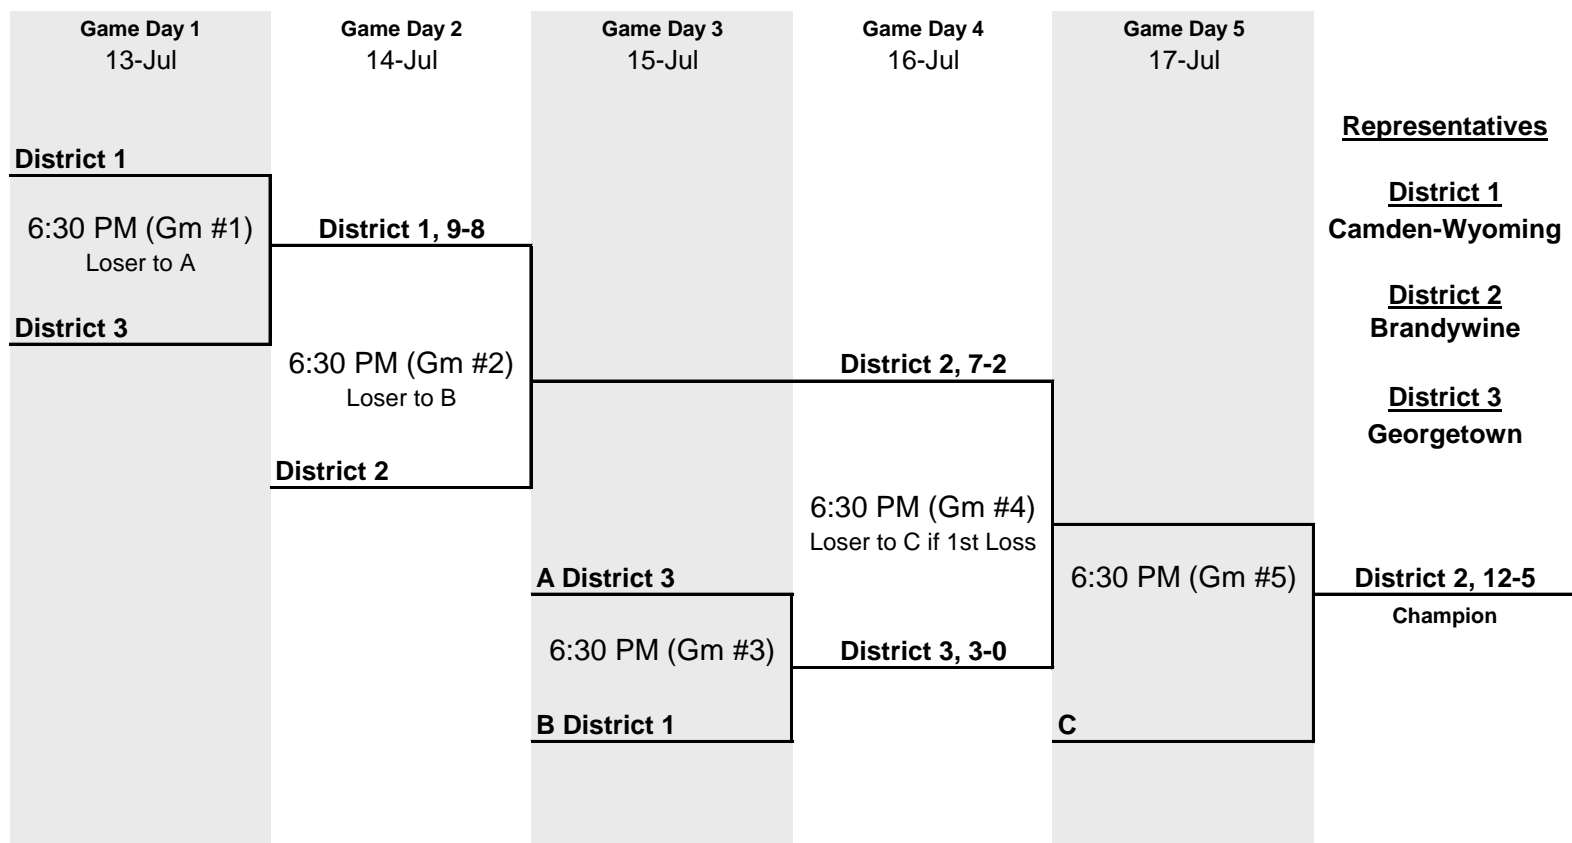 Game Day 1
13-Jul
Game Day 2
14-Jul
Game Day 3
15-Jul
Game Day 4
16-Jul
Game Day 5
17-Jul
District 1
6:30 PM (Gm #1)
Loser to A
District 3
District 1, 9-8
6:30 PM (Gm #2)
Loser to B
District 2
A District 3
6:30 PM (Gm #3)
B District 1
District 2, 7-2
6:30 PM (Gm #4)
Loser to C if 1st Loss
District 3, 3-0
6:30 PM (Gm #5)
C
District 2, 12-5
Champion
Representatives
District 1
Camden-Wyoming
District 2
Brandywine
District 3
Georgetown